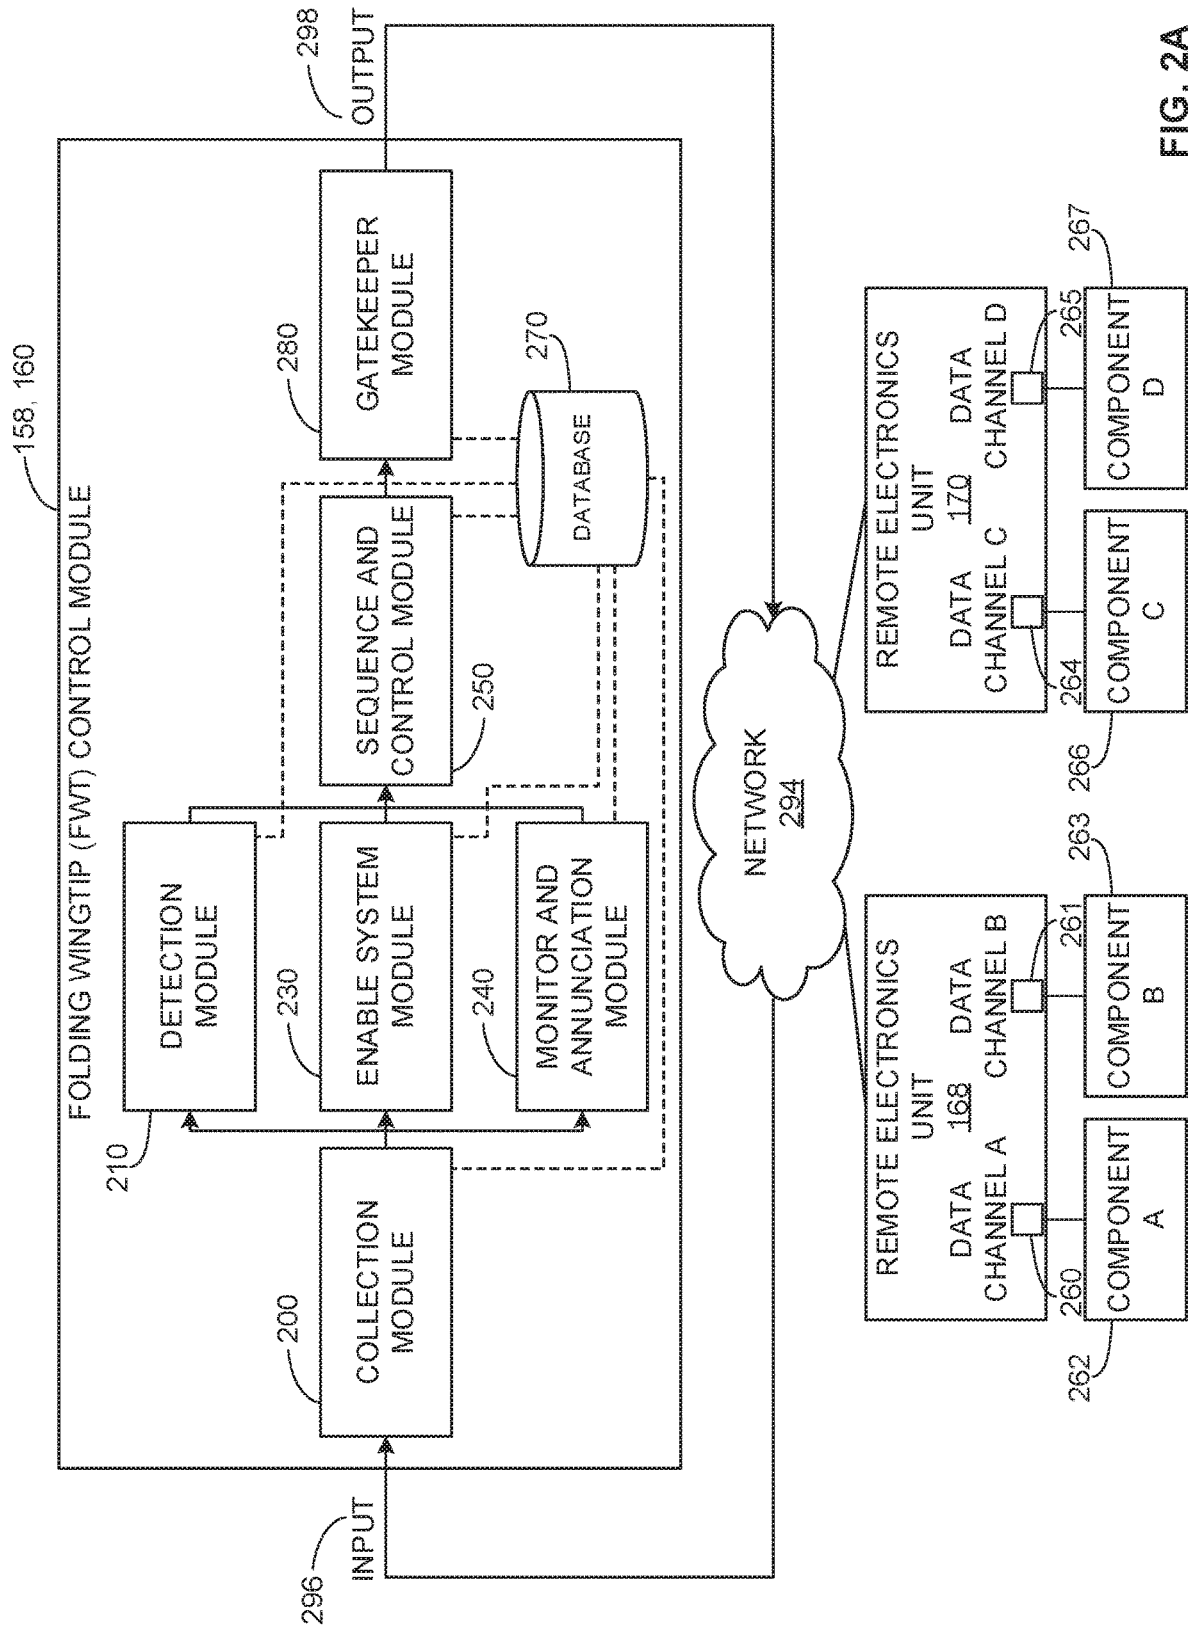 158, 160
FOLDING WINGTIP (FWT) CONTROL MODULE
298
OUTPUT
296
INPUT
200
COLLECTION
MODULE
210
DETECTION
MODULE
230
ENABLE SYSTEM
MODULE
240
MONITOR AND
ANNUNCIATION
MODULE
SEQUENCE AND
CONTROL MODULE
250
280
GATEKEEPER
MODULE
270
DATABASE
NETWORK
294
REMOTE ELECTRONICS
UNIT
168
DATA
CHANNEL A
DATA
CHANNEL B
260
261
262
COMPONENT
A
263
COMPONENT
B
REMOTE ELECTRONICS
UNIT
170
DATA
CHANNEL C
DATA
CHANNEL D
264
265
266
COMPONENT
C
267
COMPONENT
D
FIG. 2A